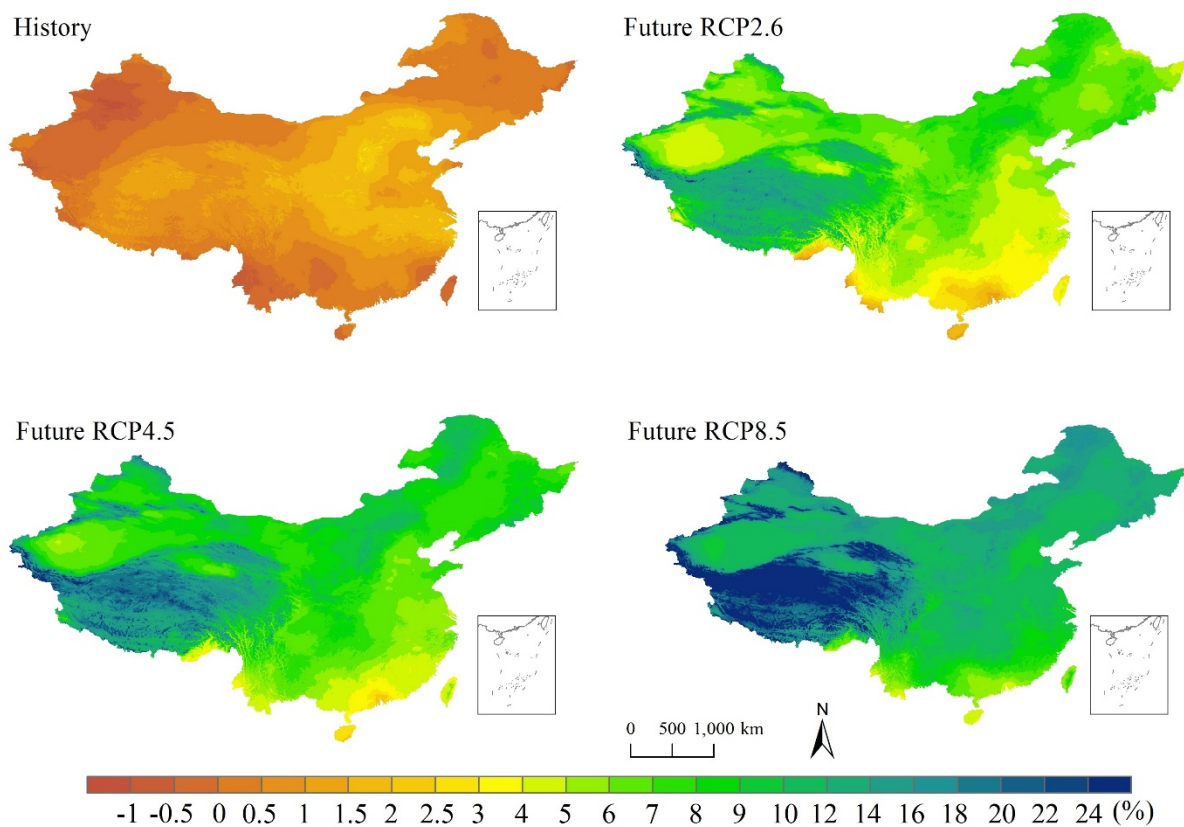 History
Future RCP2.6
Future RCP4.5
Future RCP8.5
N
0 500 1,000 km
-1 -0.5 0 0.5 1 1.5 2 2.5 3 4 5 6 7 8 9 10 12 14 16 18 20 22 24 (%)